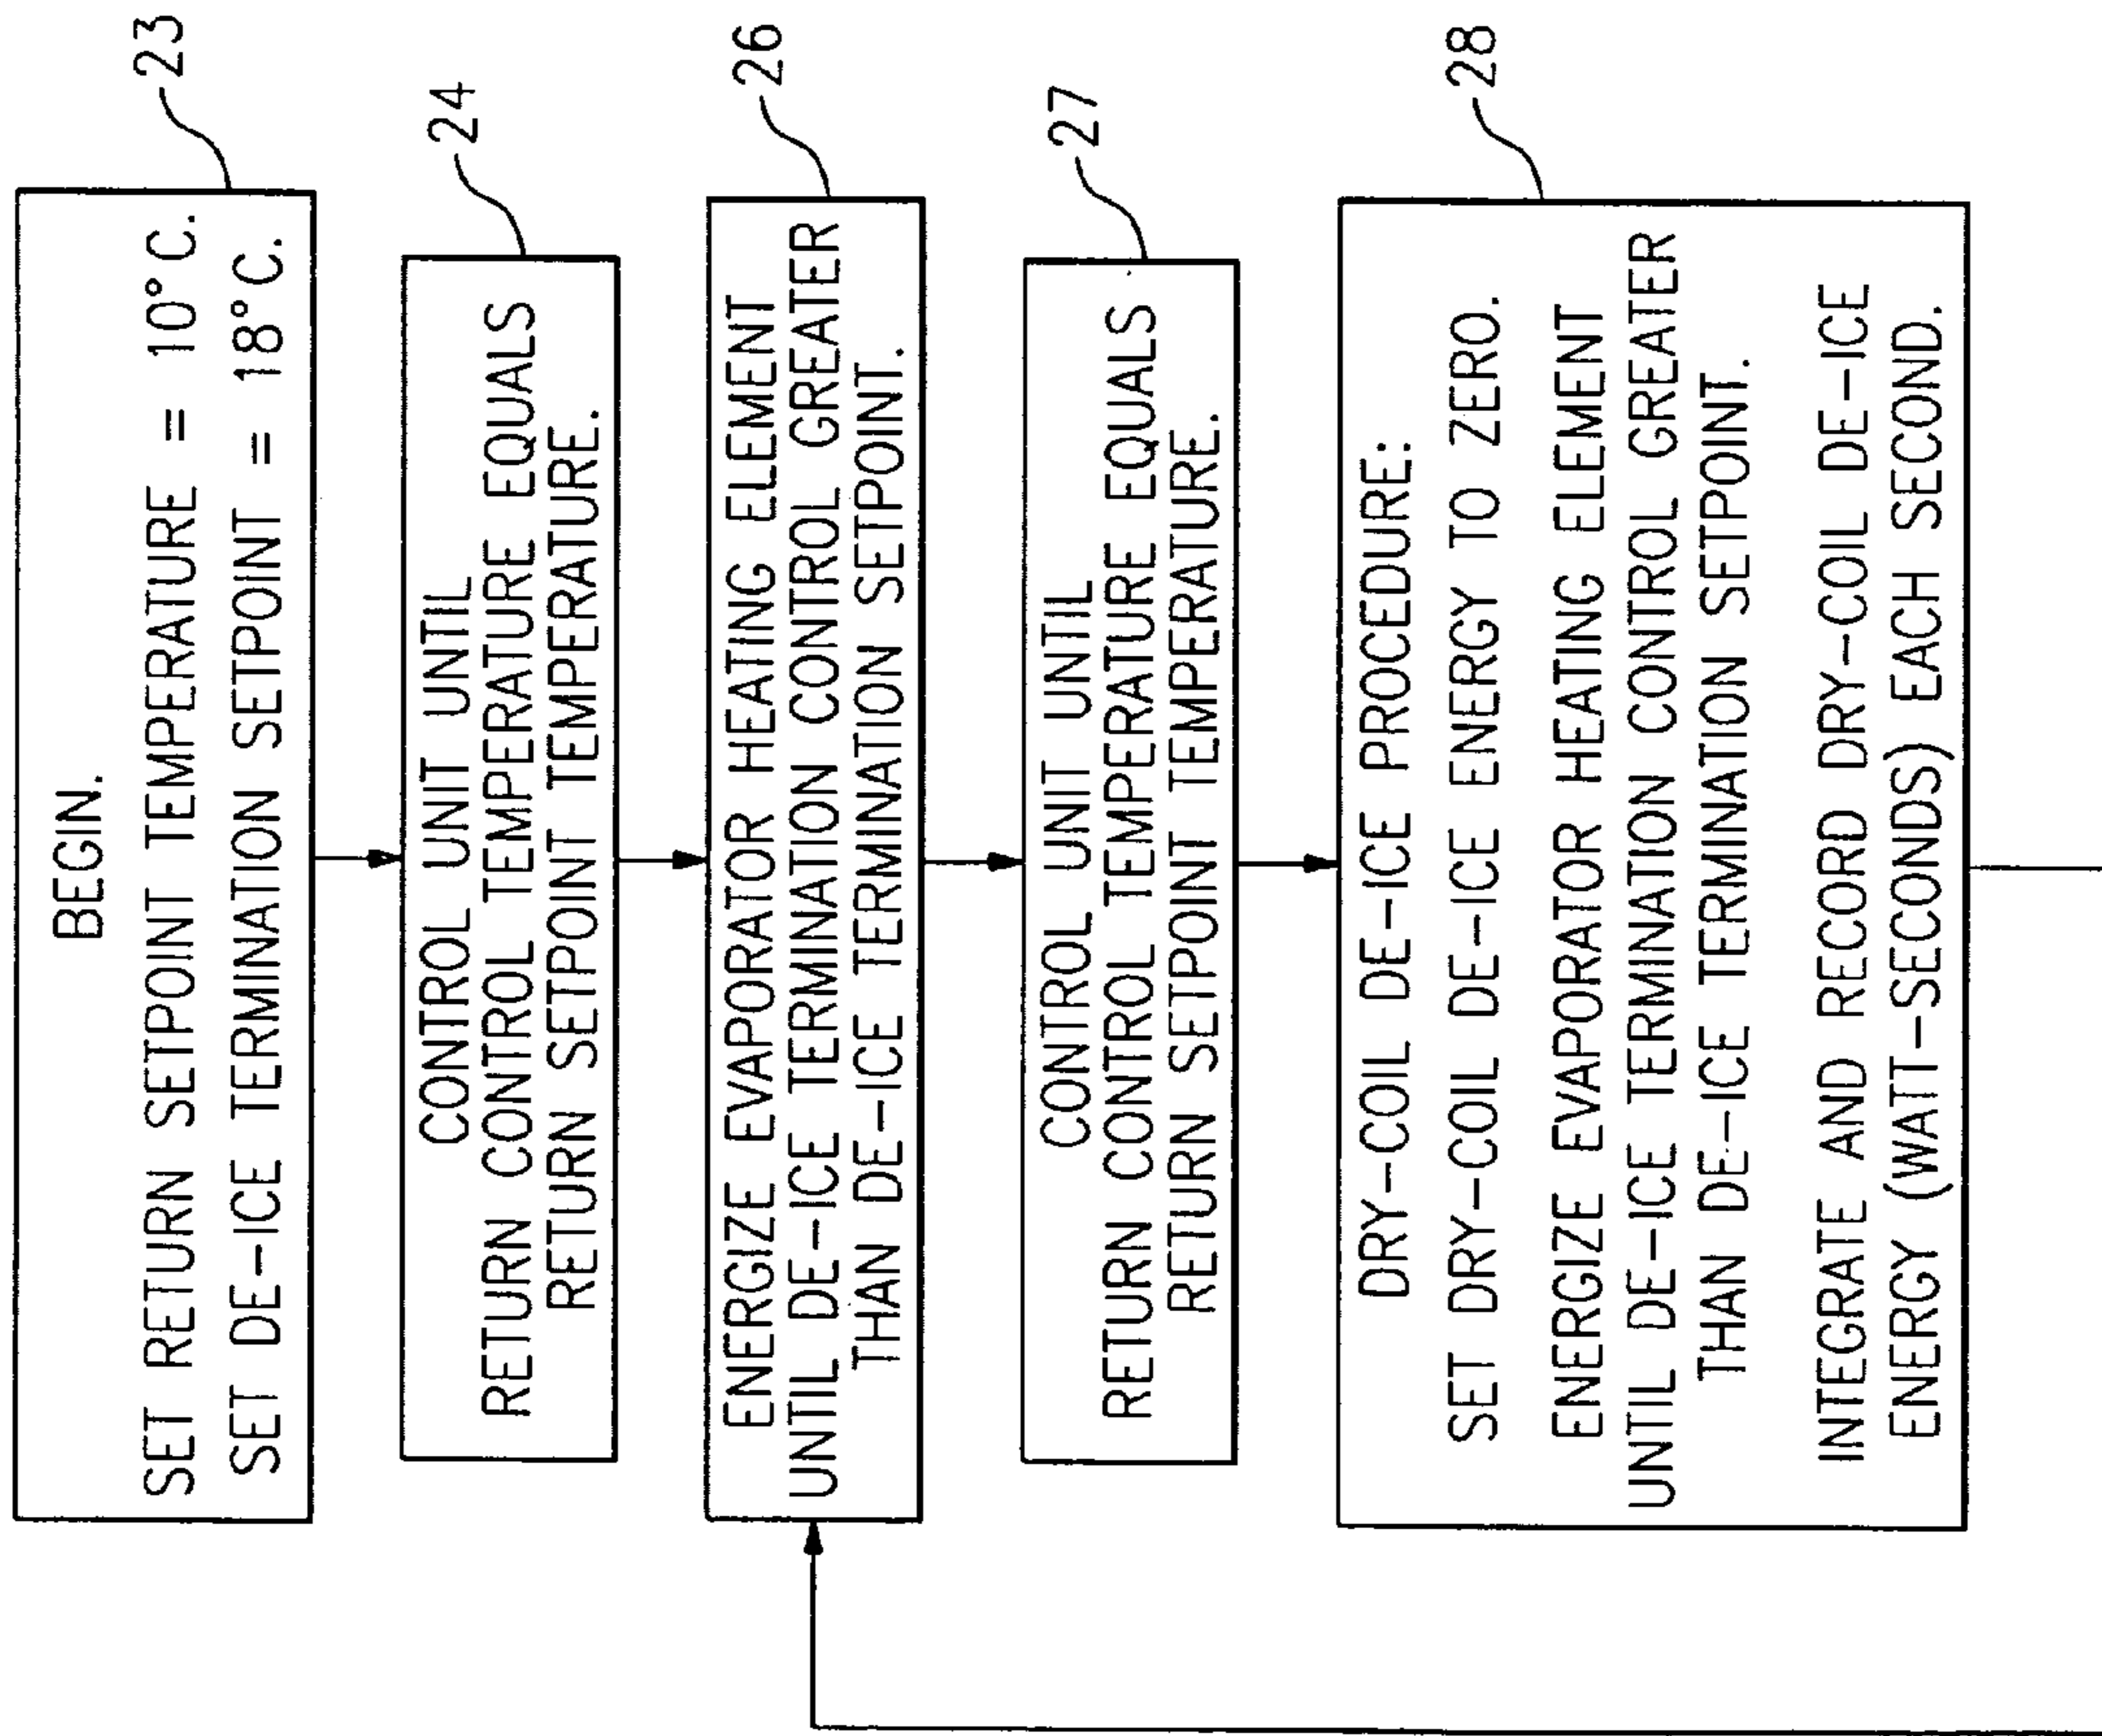 BEGIN.
SET RETURN SETPOINT TEMPERATURE = 10°C.
SET DE-ICE TERMINATION SETPOINT = 18°C.
23
CONTROL UNIT UNTIL
RETURN CONTROL TEMPERATURE EQUALS
RETURN SETPOINT TEMPERATURE.
24
ENERGIZE EVAPORATOR HEATING ELEMENT
UNTIL DE-ICE TERMINATION CONTROL GREATER
THAN DE-ICE TERMINATION SETPOINT.
26
CONTROL UNIT UNTIL
RETURN CONTROL TEMPERATURE EQUALS
RETURN SETPOINT TEMPERATURE.
27
DRY-COIL DE-ICE PROCEDURE:
SET DRY-COIL DE-ICE ENERGY TO ZERO.
ENERGIZE EVAPORATOR HEATING ELEMENT
UNTIL DE-ICE TERMINATION CONTROL GREATER
THAN DE-ICE TERMINATION SETPOINT.
INTEGRATE AND RECORD DRY-COIL DE-ICE
ENERGY (WATT-SECONDS) EACH SECOND.
28